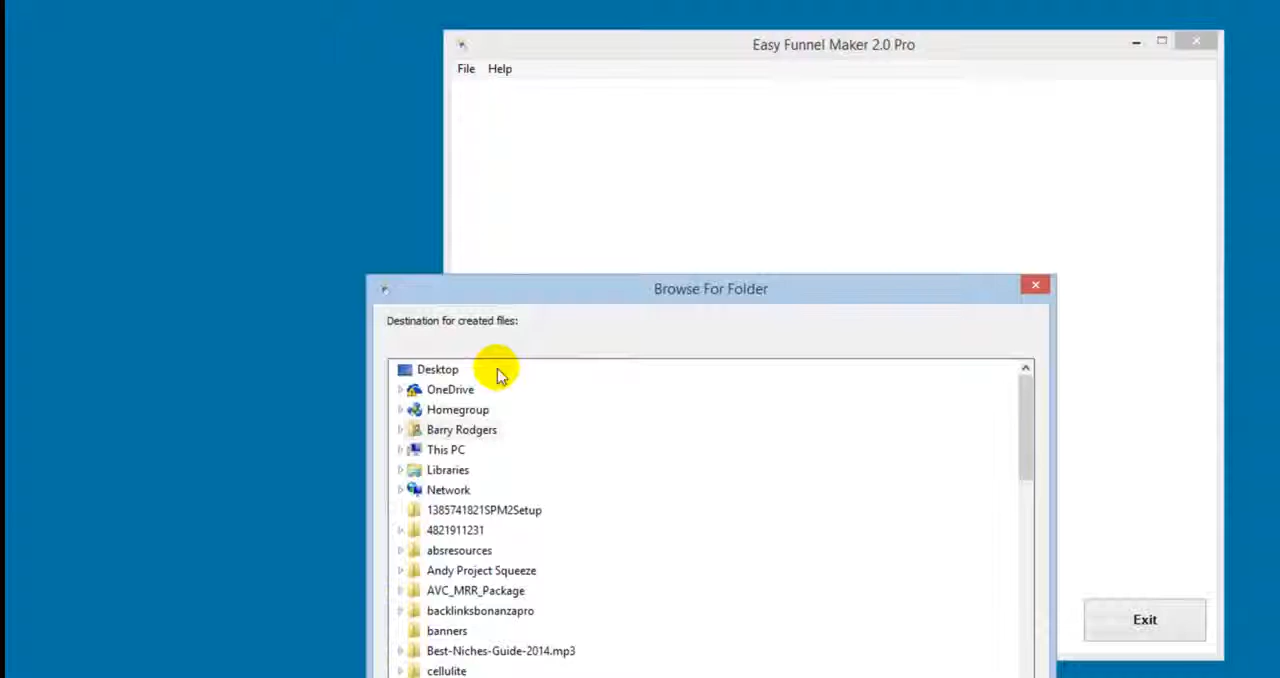 Easy Funnel Maker 2.0 Pro
File Help
Browse For Folder
Destination for created files:
Desktop
OneDrive
Homegroup
Barry Rodgers
This PC
Libraries
Network
1385741821SPM2Setup
4821911231
absresources
Andy Project Squeeze
AVC_MRR_Package
backlinksbonanzapro
banners
Best-Niches-Guide-2014.mp3
cellulite
Exit